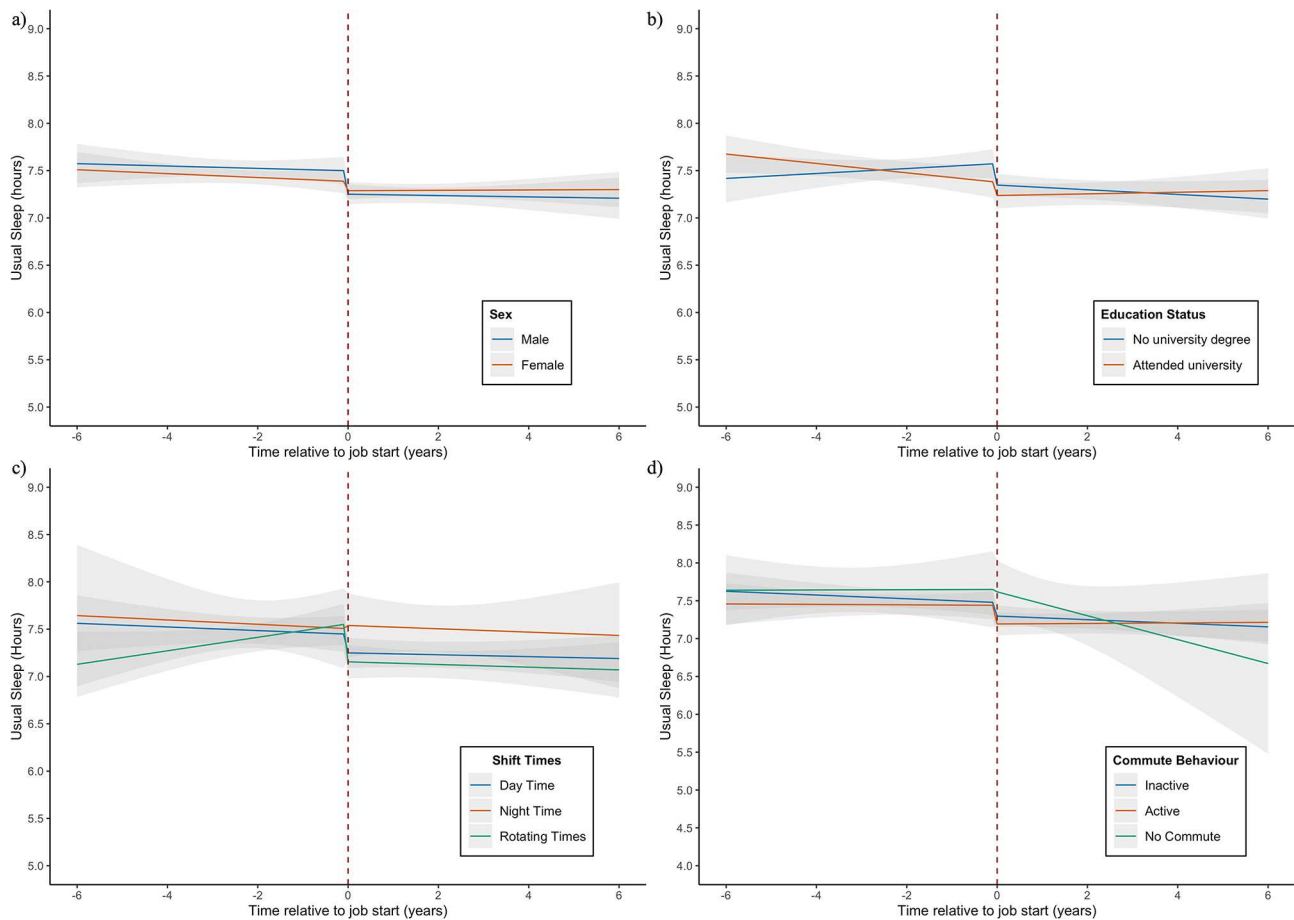 a)
9.0
8.5
8.0
7.5
7.0
6.5
6.0
5.5
5.0
Usual Sleep (hours)
-6 -4 -2 0 2 4 6
Time relative to job start (years)
Sex
Male
Female
b)
9.0
8.5
8.0
7.5
7.0
6.5
6.0
5.5
5.0
Usual Sleep (hours)
-6 -4 -2 0 2 4 6
Time relative to job start (years)
Education Status
No university degree
Attended university
c)
9.0
8.5
8.0
7.5
7.0
6.5
6.0
5.5
5.0
Usual Sleep (Hours)
-6 -4 -2 0 2 4 6
Time relative to job start (years)
Shift Times
Day Time
Night Time
Rotating Times
d)
9.0
8.5
8.0
7.5
7.0
6.5
6.0
5.5
5.0
4.5
4.0
Usual Sleep (Hours)
-6 -4 -2 0 2 4 6
Time relative to job start (years)
Commute Behaviour
Inactive
Active
No Commute